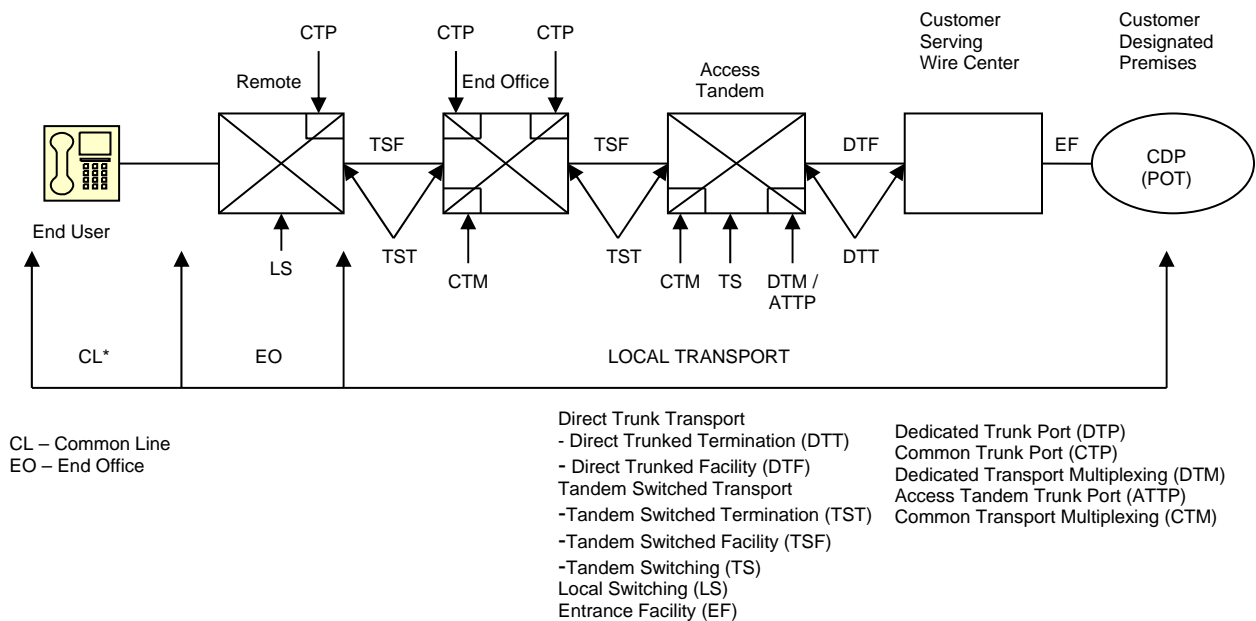 Customer
Serving
Wire Center
Customer
Designated
Premises
CTP
CTP
CTP
Remote
End Office
Access
Tandem
TSF
TSF
DTF
EF
CDP
(POT)
End User
LS
TST
CTM
TST
CTM
TS
DTM /
ATTP
DTT
CL*
EO
LOCAL TRANSPORT
CL – Common Line
EO – End Office
Direct Trunk Transport
- Direct Trunked Termination (DTT)
- Direct Trunked Facility (DTF)
Tandem Switched Transport
-Tandem Switched Termination (TST)
-Tandem Switched Facility (TSF)
-Tandem Switching (TS)
Local Switching (LS)
Entrance Facility (EF)
Dedicated Trunk Port (DTP)
Common Trunk Port (CTP)
Dedicated Transport Multiplexing (DTM)
Access Tandem Trunk Port (ATTP)
Common Transport Multiplexing (CTM)